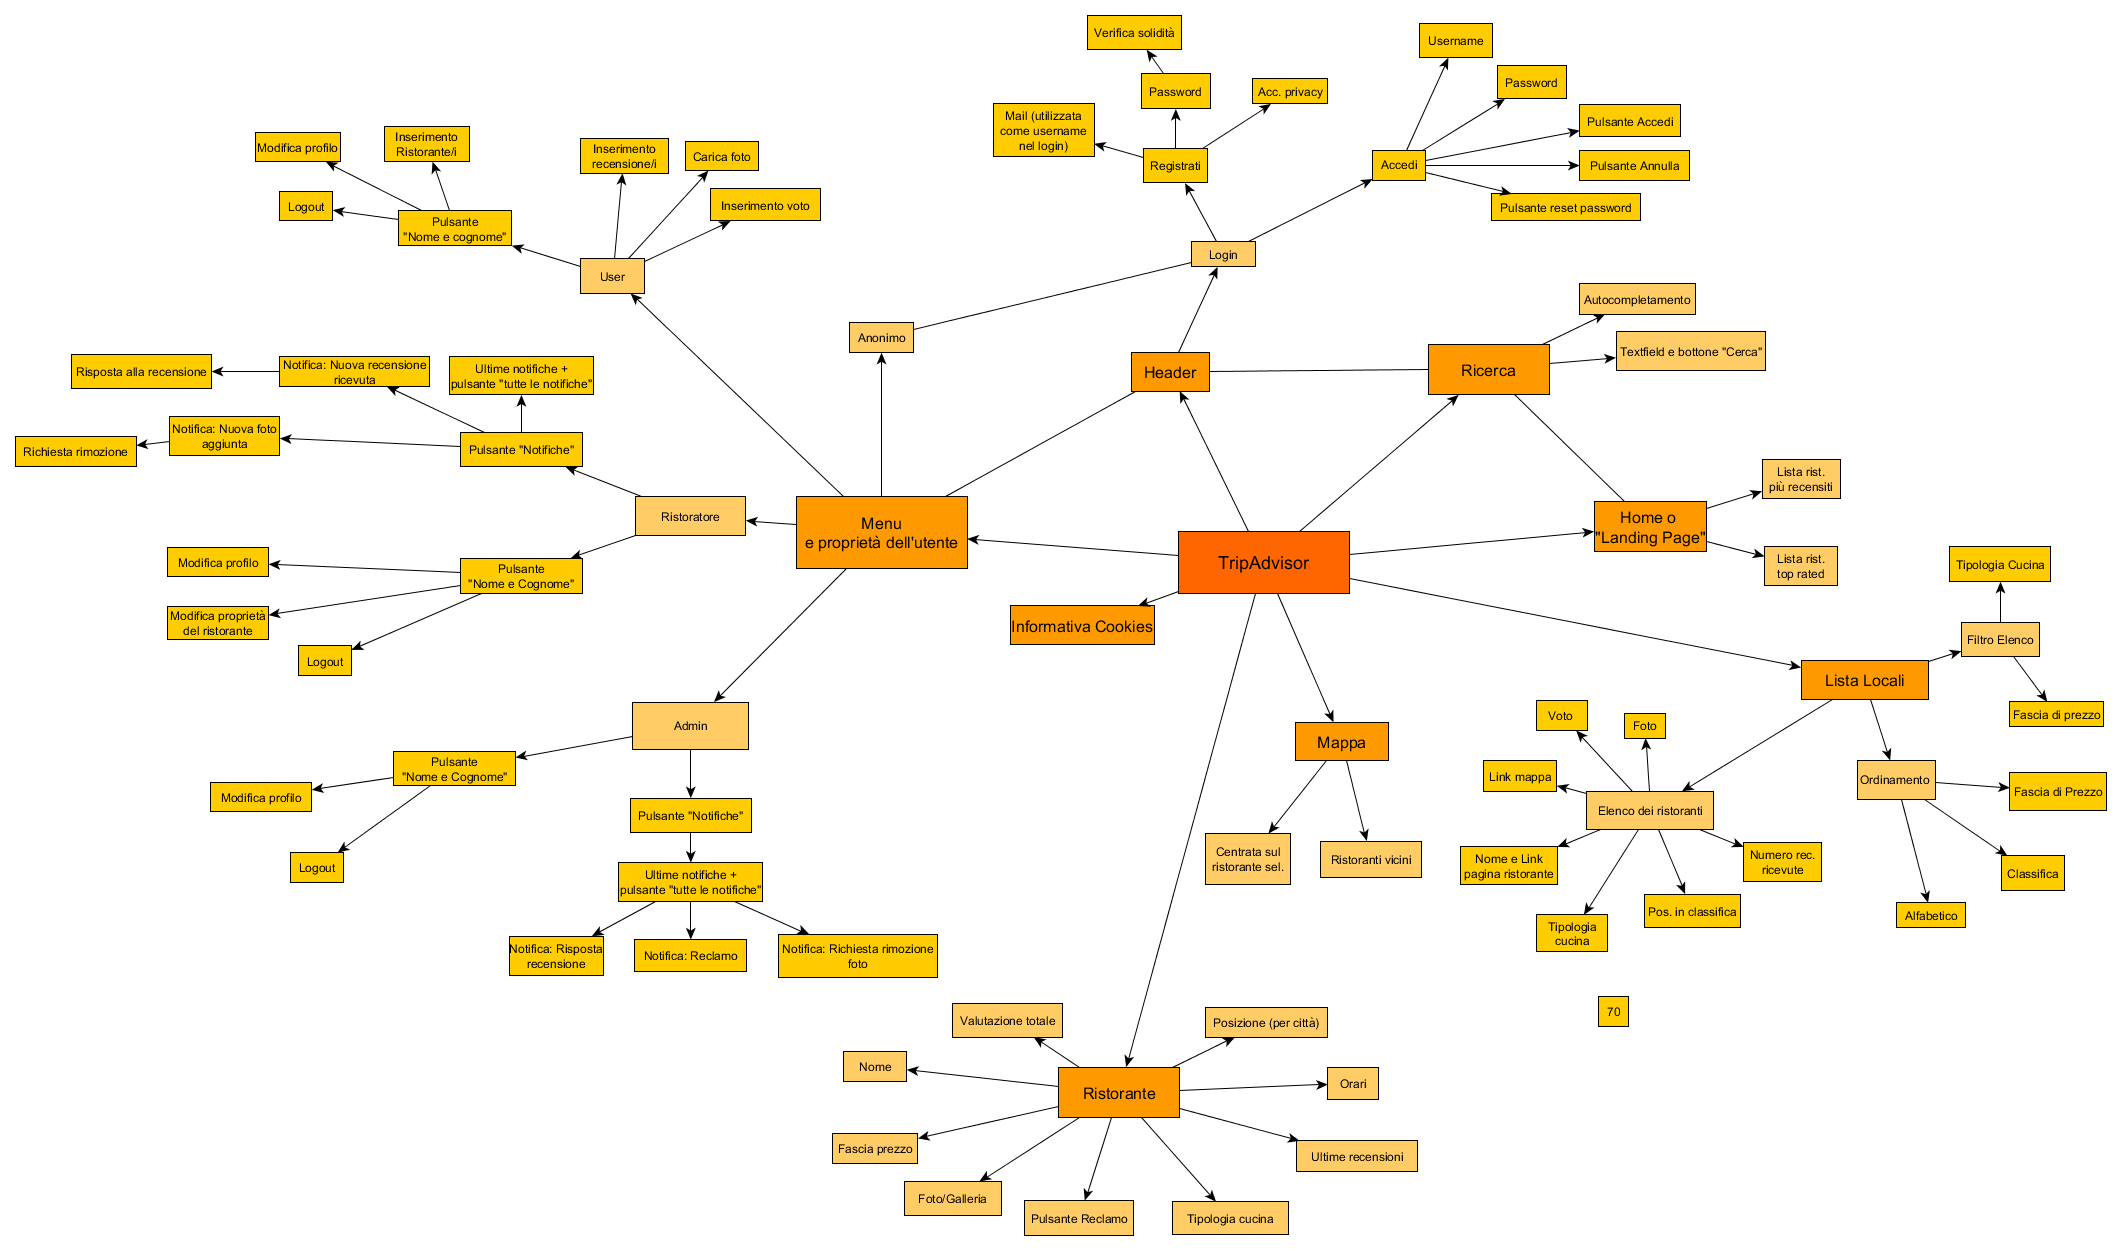 Verifica solidità
Username
Password
Password
Acc. privacy
Mail (utilizzata
come username
nel login)
Pulsante Accedi
Registrati
Accedi
Pulsante Annulla
Pulsante reset password
Login
Modifica profilo
Inserimento
Ristorante/i
Inserimento
recensione/i
Carica foto
Logout
Inserimento voto
Pulsante
"Nome e cognome"
User
Anonimo
Autocompletamento
Textfield e bottone "Cerca"
Header
Ricerca
Risposta alla recensione
Notifica: Nuova recensione
ricevuta
Ultime notifiche +
pulsante "tutte le notifiche"
Notifica: Nuova foto
aggiunta
Richiesta rimozione
Pulsante "Notifiche"
Ristoratore
Menu
e proprietà dell'utente
TripAdvisor
Home o
"Landing Page"
Lista rist.
più recensiti
Lista rist.
top rated
Informativa Cookies
Modifica profilo
Pulsante
"Nome e Cognome"
Modifica proprietà
del ristorante
Logout
Tipologia Cucina
Filtro Elenco
Lista Locali
Fascia di prezzo
Admin
Pulsante
"Nome e Cognome"
Modifica profilo
Logout
Pulsante "Notifiche"
Ultime notifiche +
pulsante "tutte le notifiche"
Notifica: Risposta
recensione
Notifica: Reclamo
Notifica: Richiesta rimozione
foto
Mappa
Centrata sul
ristorante sel.
Ristoranti vicini
Voto
Foto
Link mappa
Elenco dei ristoranti
Nome e Link
pagina ristorante
Tipologia
cucina
Pos. in classifica
Numero rec.
ricevute
Ordinamento
Fascia di Prezzo
Classifica
Alfabetico
70
Valutazione totale
Posizione (per città)
Nome
Ristorante
Orari
Fascia prezzo
Ultime recensioni
Foto/Galleria
Pulsante Reclamo
Tipologia cucina